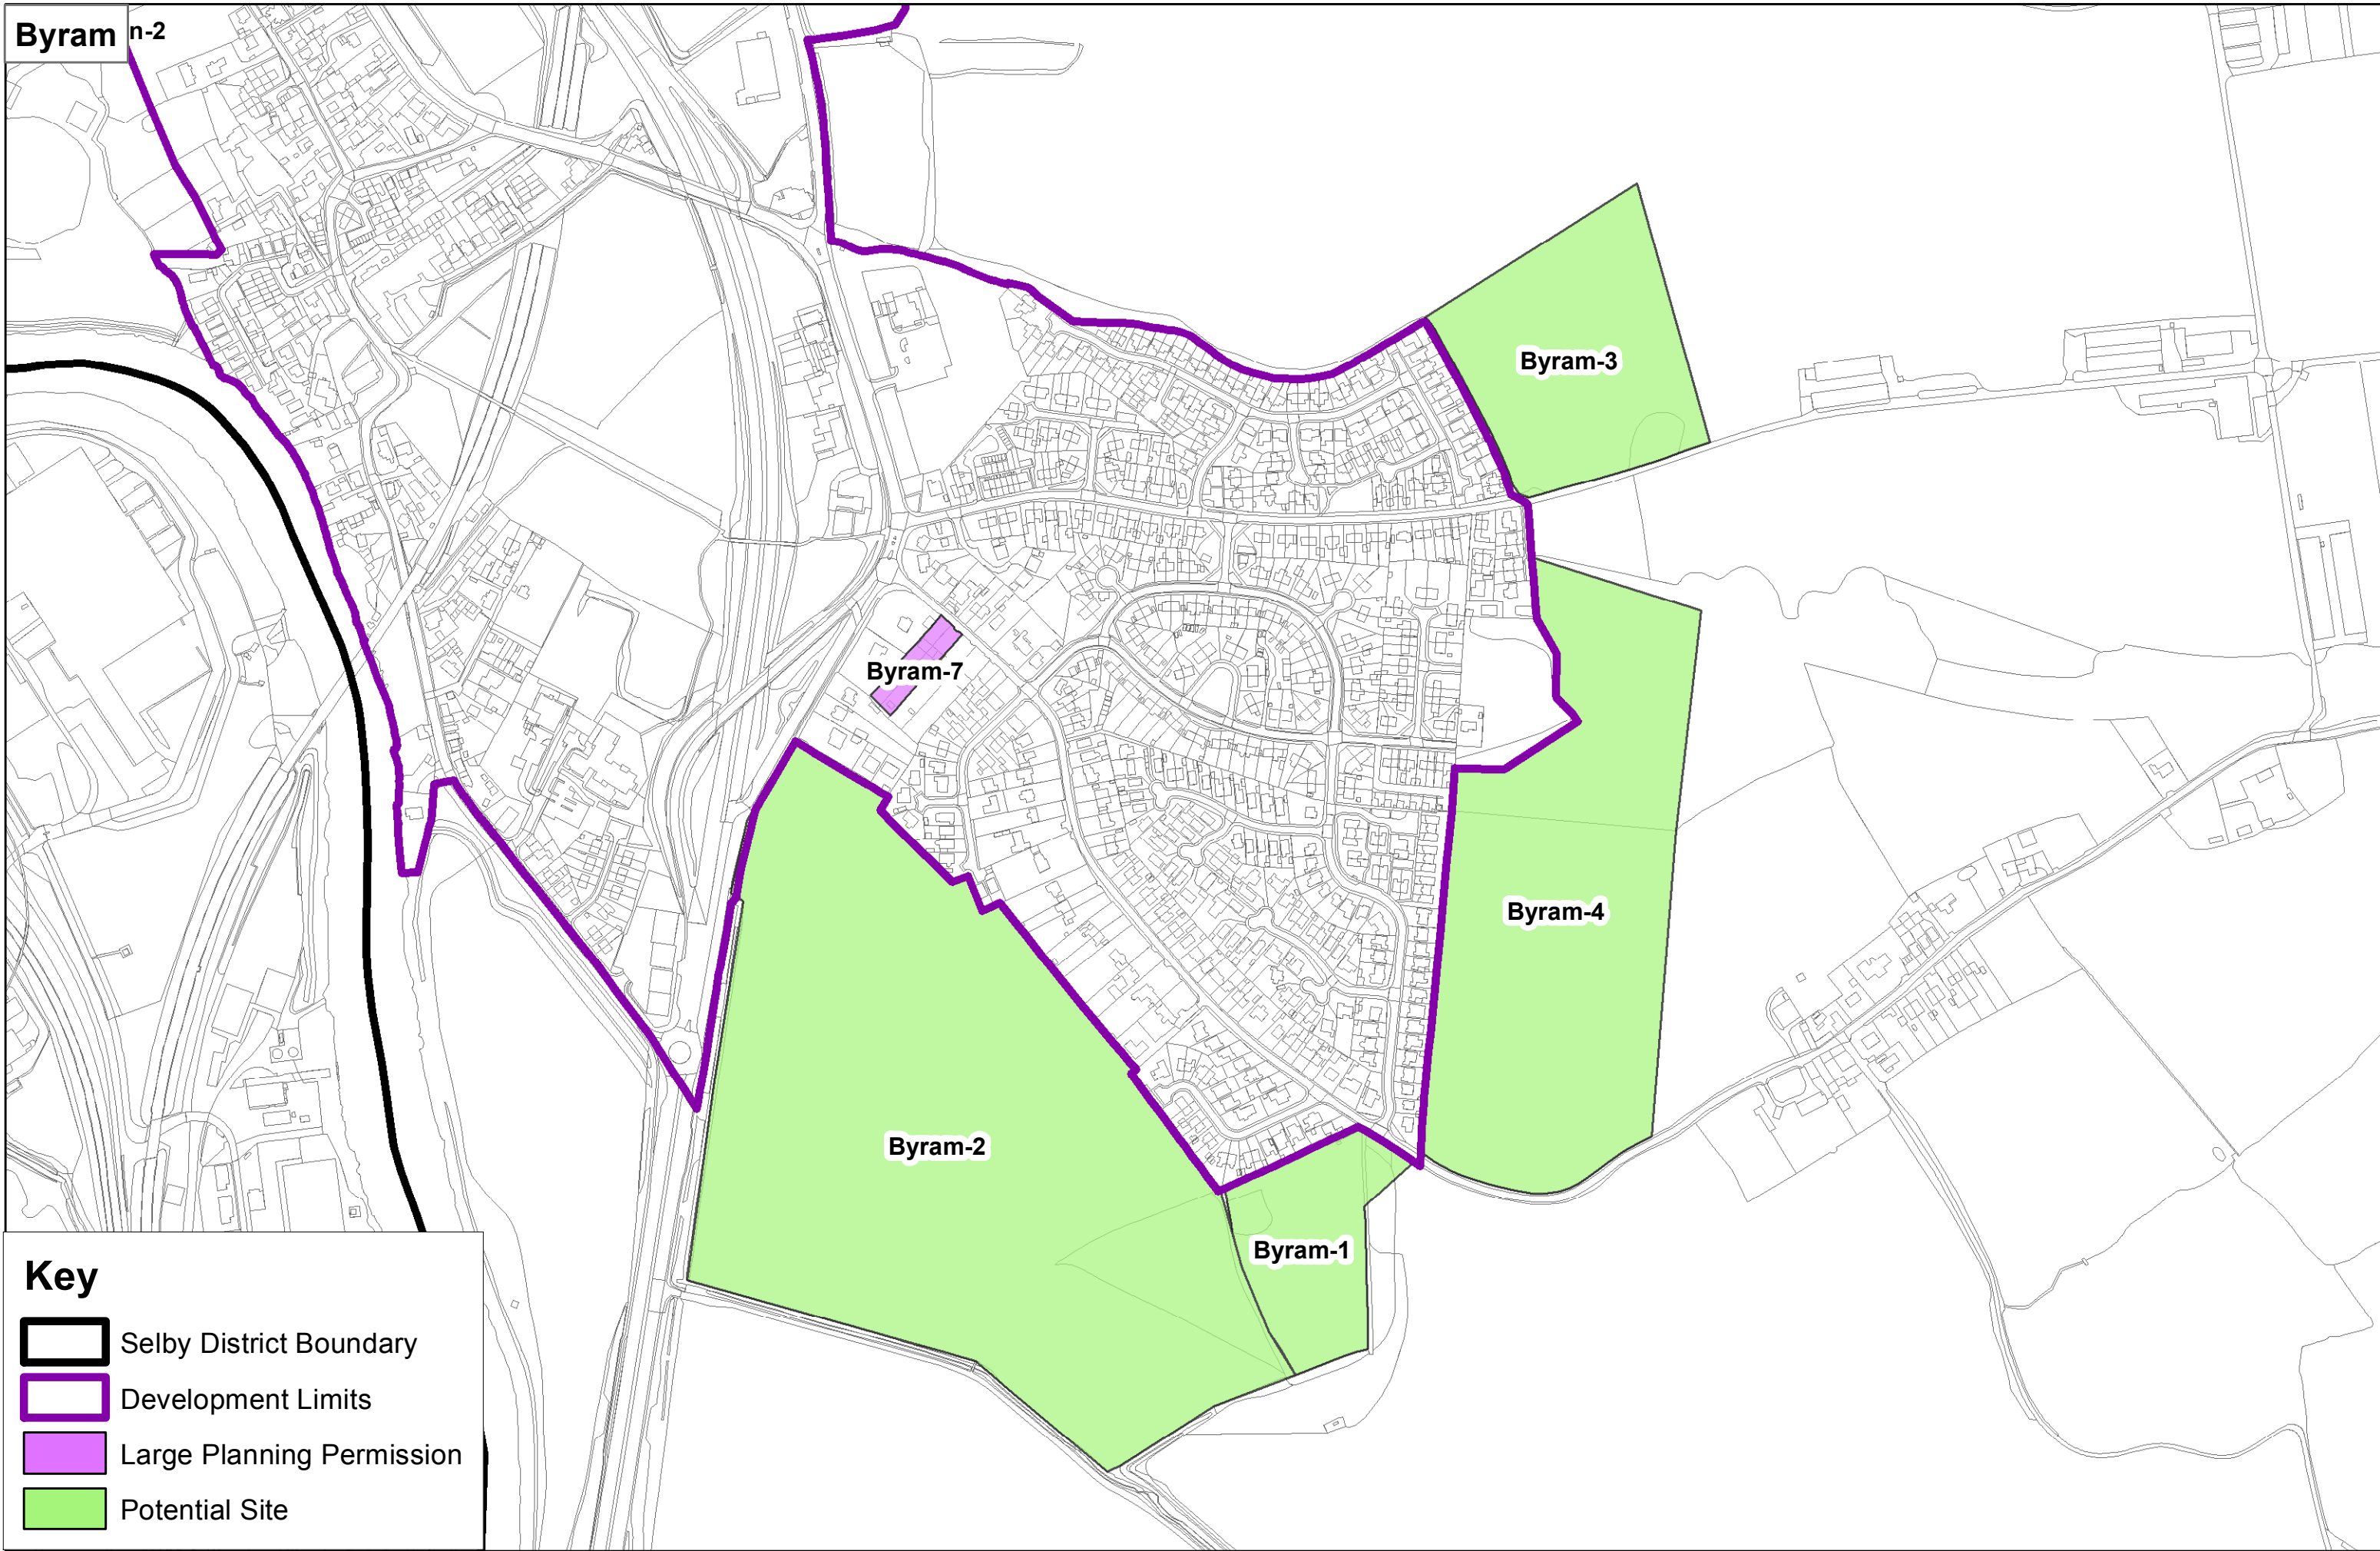 Byram
n-2
Byram-3
Byram-7
Byram-4
Byram-2
Byram-1
Key
Selby District Boundary
Development Limits
Large Planning Permission
Potential Site